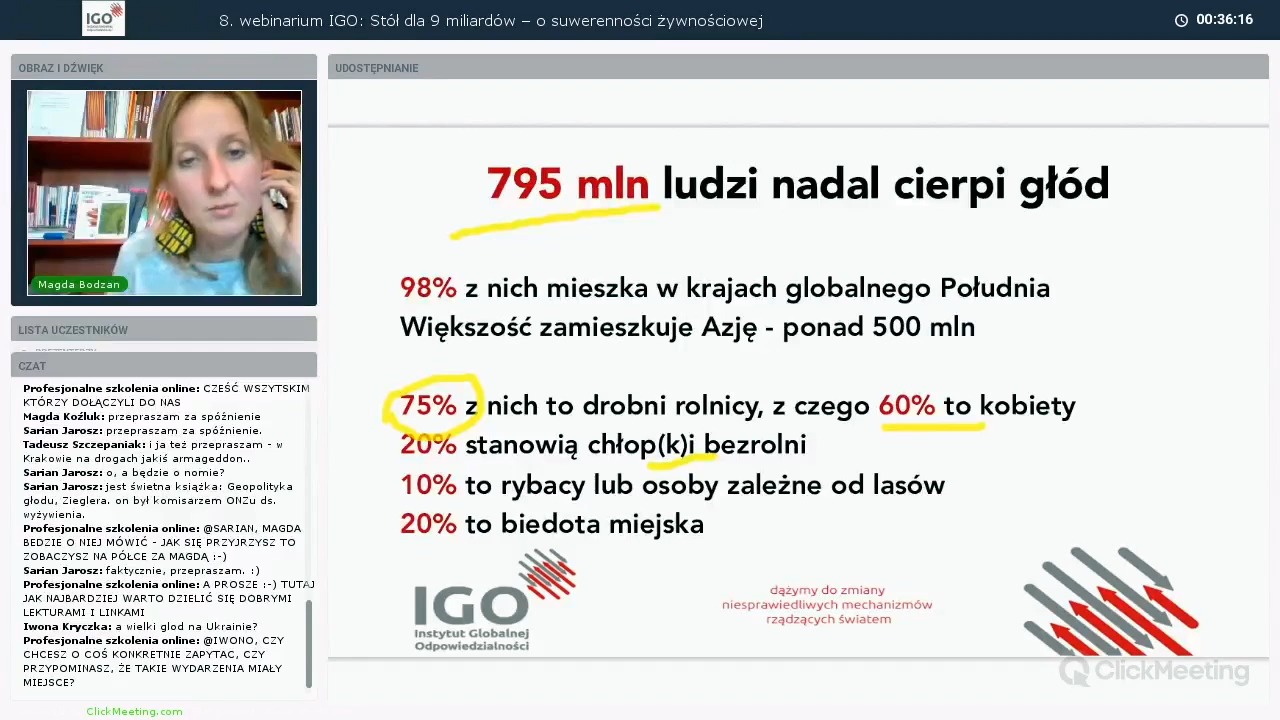 IGO
8. webinarium IGO: Stół dla 9 miliardów – o suwerenności żywnościowej
00:36:16
OBRAZ I DŹWIĘK
Magda Bodzan
LISTA UCZESTNIKÓW
CZAT
Profesjonalne szkolenia online: CZEŚĆ WSZYTSKIM
KTÓRZY DOŁĄCZYLI DO NAS
Magda Koźluk: przepraszam za spóźnienie
Sarian Jarosz: przepraszam za spóźnienie.
Tadeusz Szczepaniak: i ja też przepraszam - w
Krakowie na drogach jakiś armageddon..
Sarian Jarosz: o, a będzie o nomie?
Sarian Jarosz: jest świetna książka: Geopolityka
głodu, Zieglera. on był komisarzem ONZu ds.
wyżywienia.
Profesjonalne szkolenia online: @SARIAN, MAGDA
BEDZIE O NIEJ MÓWIĆ - JAK SIĘ PRZYJRZYSZ TO
ZOBACZYSZ NA PÓŁCE ZA MAGDĄ :-)
Sarian Jarosz: faktycznie, przepraszam. :)
Profesjonalne szkolenia online: A PROSZE :-) TUTAJ
JAK NAJBARDZIEJ WARTO DZIELIĆ SIĘ DOBRYMI
LEKTURAMI I LINKAMI
Iwona Kryczka: a wielki glod na Ukrainie?
Profesjonalne szkolenia online: @IWONO, CZY
CHCESZ O COŚ KONKRETNIE ZAPYTAC, CZY
PRZYPOMINASZ, ŻE TAKIE WYDARZENIA MIAŁY
MIEJSCE?
ClickMeeting.com
UDOSTĘPNIANIE
795 mln ludzi nadal cierpi głód
98% z nich mieszka w krajach globalnego Południa
Większość zamieszkuje Azję - ponad 500 mln
75% z nich to drobni rolnicy, z czego 60% to kobiety
20% stanowią chłop(k)i bezrolni
10% to rybacy lub osoby zależne od lasów
20% to biedota miejska
IGO
Instytut Globalnej
Odpowiedzialności
dążymy do zmiany
niesprawiedliwych mechanizmów
rządzących światem
ClickMeeting